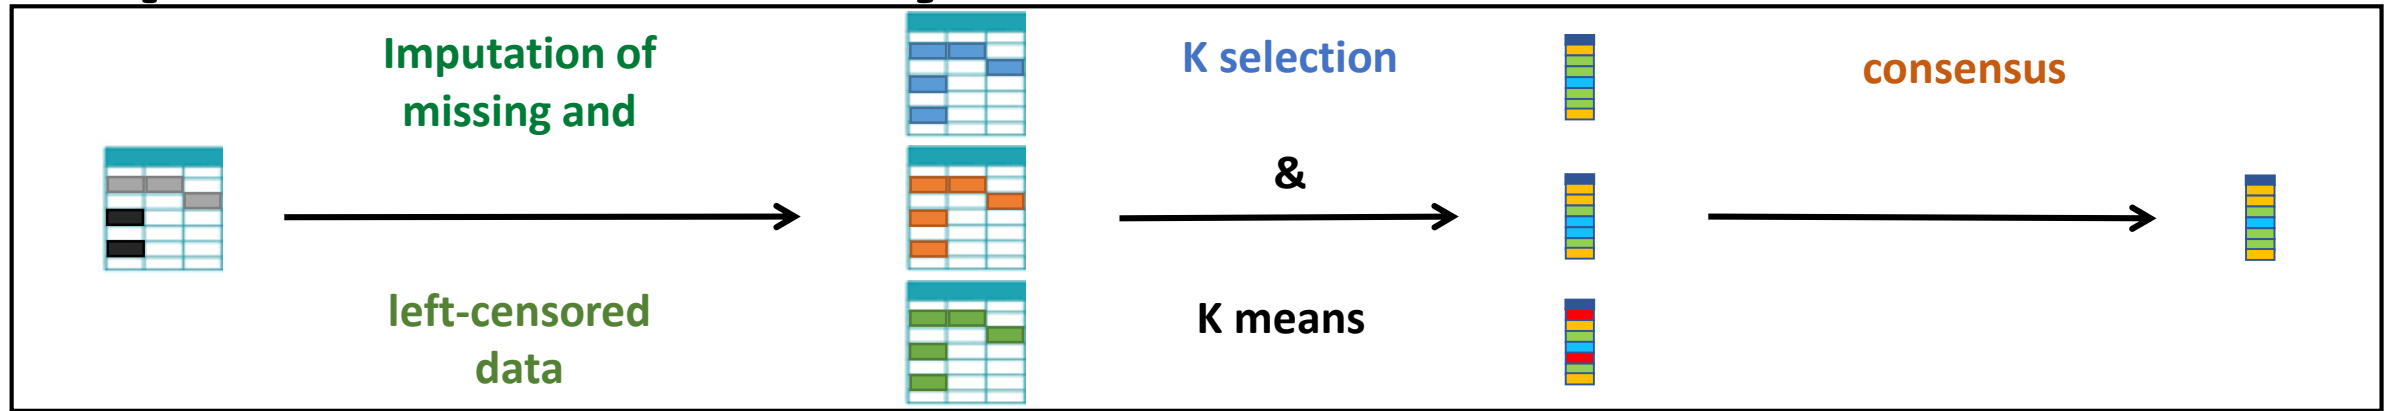 Imputation of
missing and
left-censored
data
K selection
&
K means
consensus